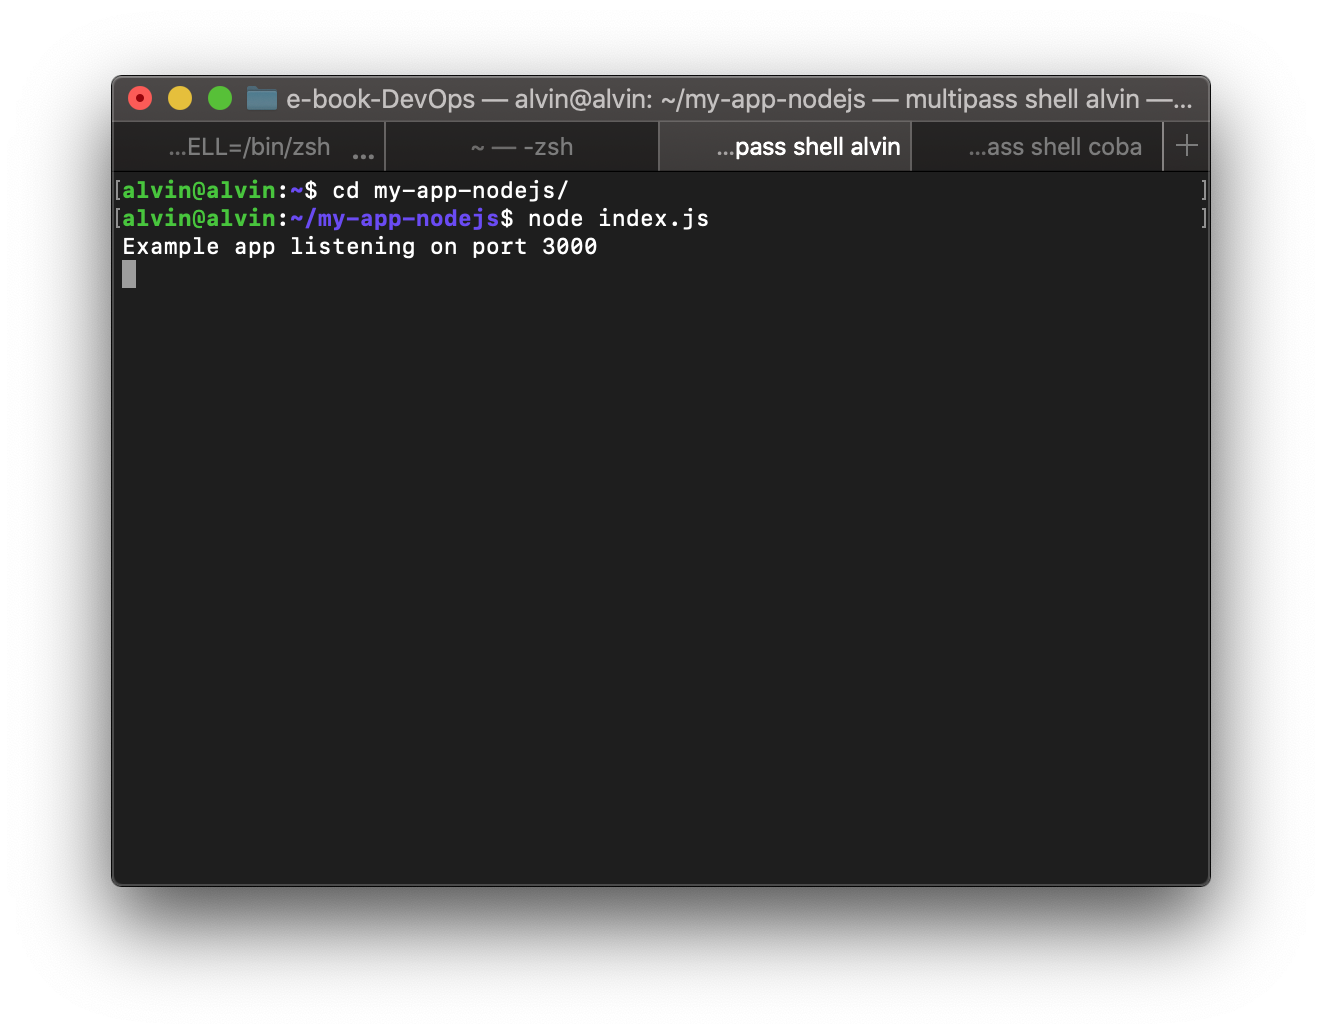 e-book-DevOps — alvin@alvin: ~/my-app-nodejs — multipass shell alvin —...
...ELL=/bin/zsh ... ~ — -zsh ...pass shell alvin ...ass shell coba +
[alvin@alvin:~$ cd my-app-nodejs/ ]
[alvin@alvin:~/my-app-nodejs$ node index.js ]
Example app listening on port 3000